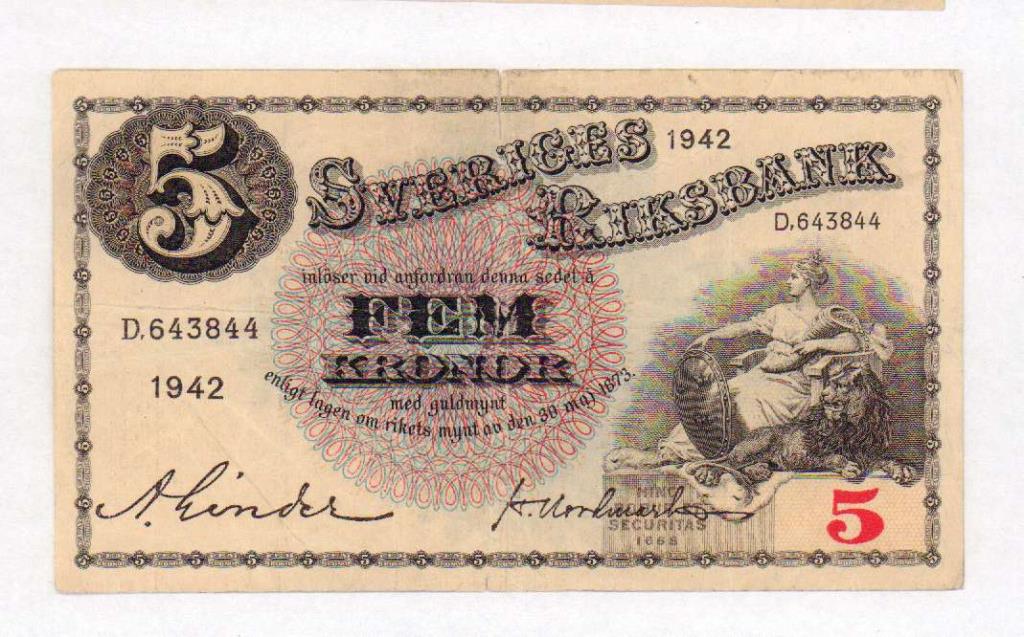 5
SVERIGES 1942
RIKSBANK
D.643844
inlöser vid anfordran denna sedel å
FEM
KRONOR
D.643844
1942
med guldmynt
enligt lagen om rikets mynt av den 30 maj 1873.
A. Linder
SECURITAS
1668
5